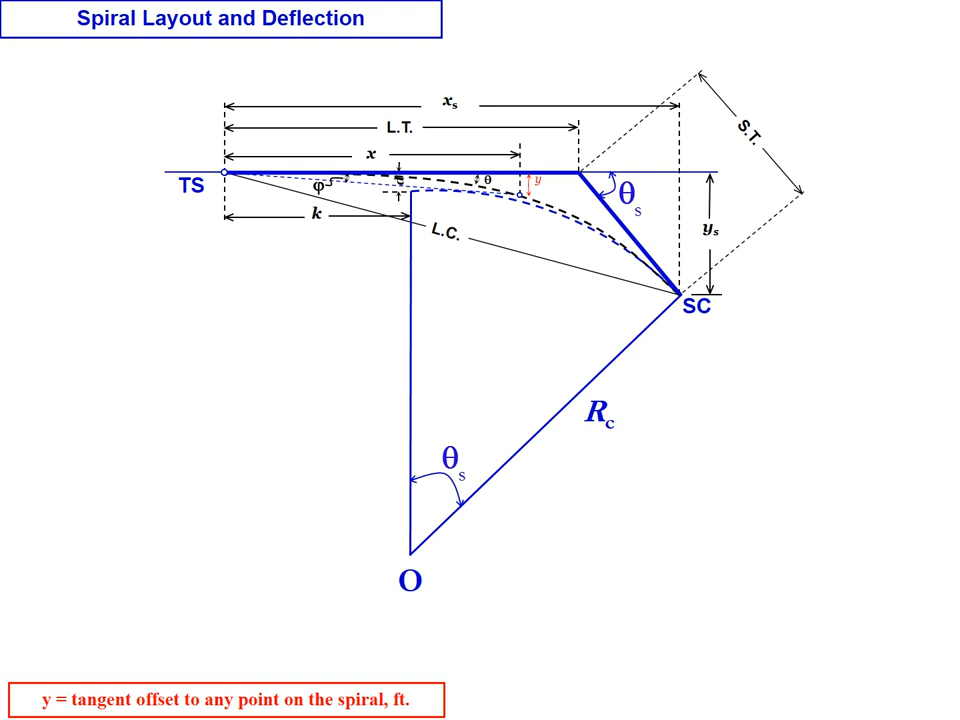 Spiral Layout and Deflection
xs
L.T.
S.T.
x
TS
φ
θ
y
θs
k
L.C.
ys
SC
Rc
θs
O
y = tangent offset to any point on the spiral, ft.